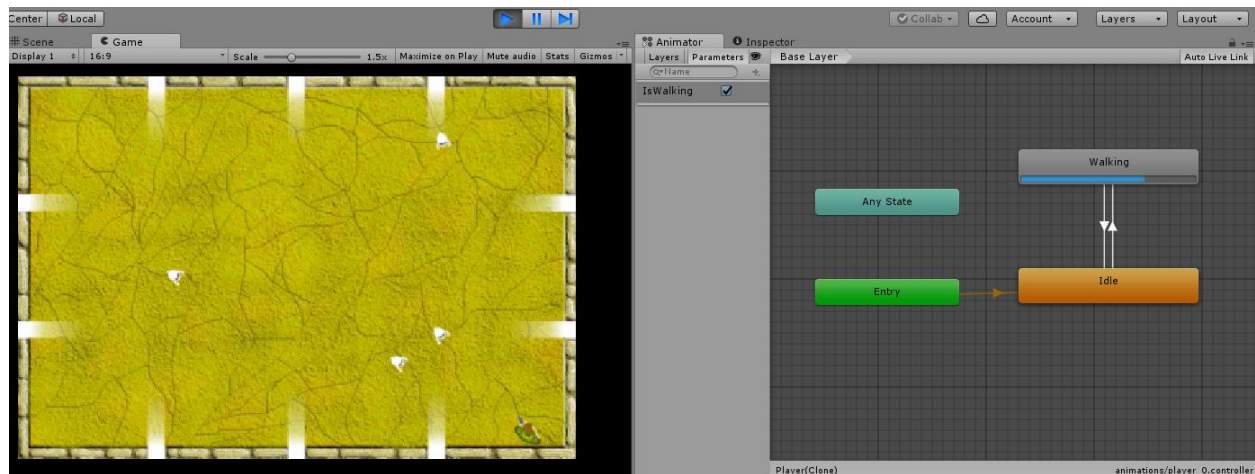 Center Local Collab Account Layers Layout
Scene Game Animator Inspector
Display 1 16:9 Scale 1.5x Maximize on Play Mute audio Stats Gizmos Layers Parameters Base Layer Auto Live Link
Name
IsWalking
Walking
Any State
Idle
Entry
Player(Clone) animations/player_0.controller